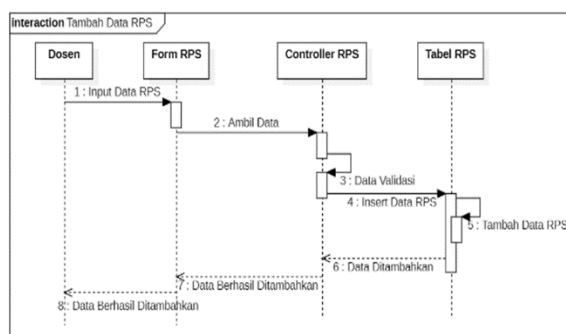 interaction Tambah Data RPS
Dosen
Form RPS
Controller RPS
Tabel RPS
1 : Input Data RPS
2 : Ambil Data
3 : Data Validasi
4 : Insert Data RPS
5 : Tambah Data RPS
6 : Data Ditambahkan
7 : Data Berhasil Ditambahkan
8 : Data Berhasil Ditambahkan